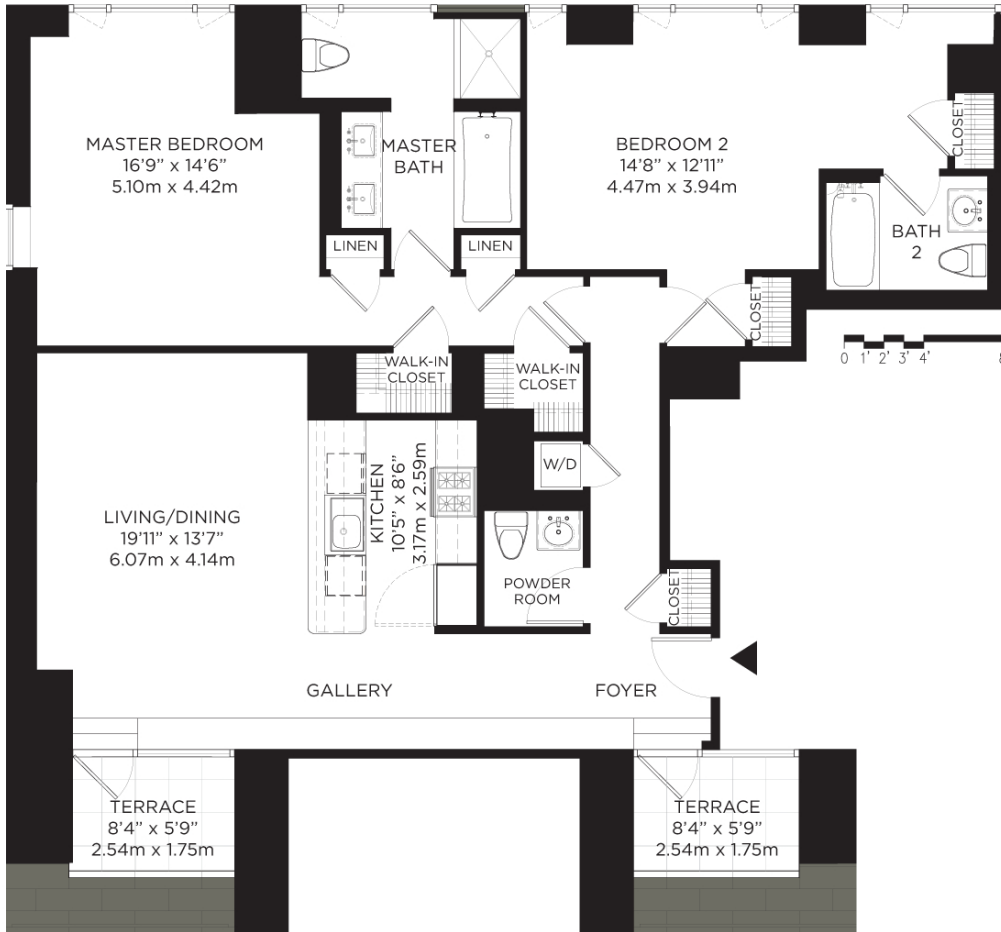 MASTER BEDROOM
16’9” x 14’6”
5.10m x 4.42m
MASTER
BATH
BEDROOM 2
14’8” x 12’11”
4.47m x 3.94m
CLOSET
BATH
2
LINEN
LINEN
CLOSET
0 1' 2' 3' 4' 8
WALK-IN
CLOSET
WALK-IN
CLOSET
W/D
KITCHEN
10’5” x 8’6”
3.17m x 2.59m
LIVING/DINING
19’11” x 13’7”
6.07m x 4.14m
POWDER
ROOM
CLOSET
GALLERY
FOYER
TERRACE
8’4” x 5’9”
2.54m x 1.75m
TERRACE
8’4” x 5’9”
2.54m x 1.75m